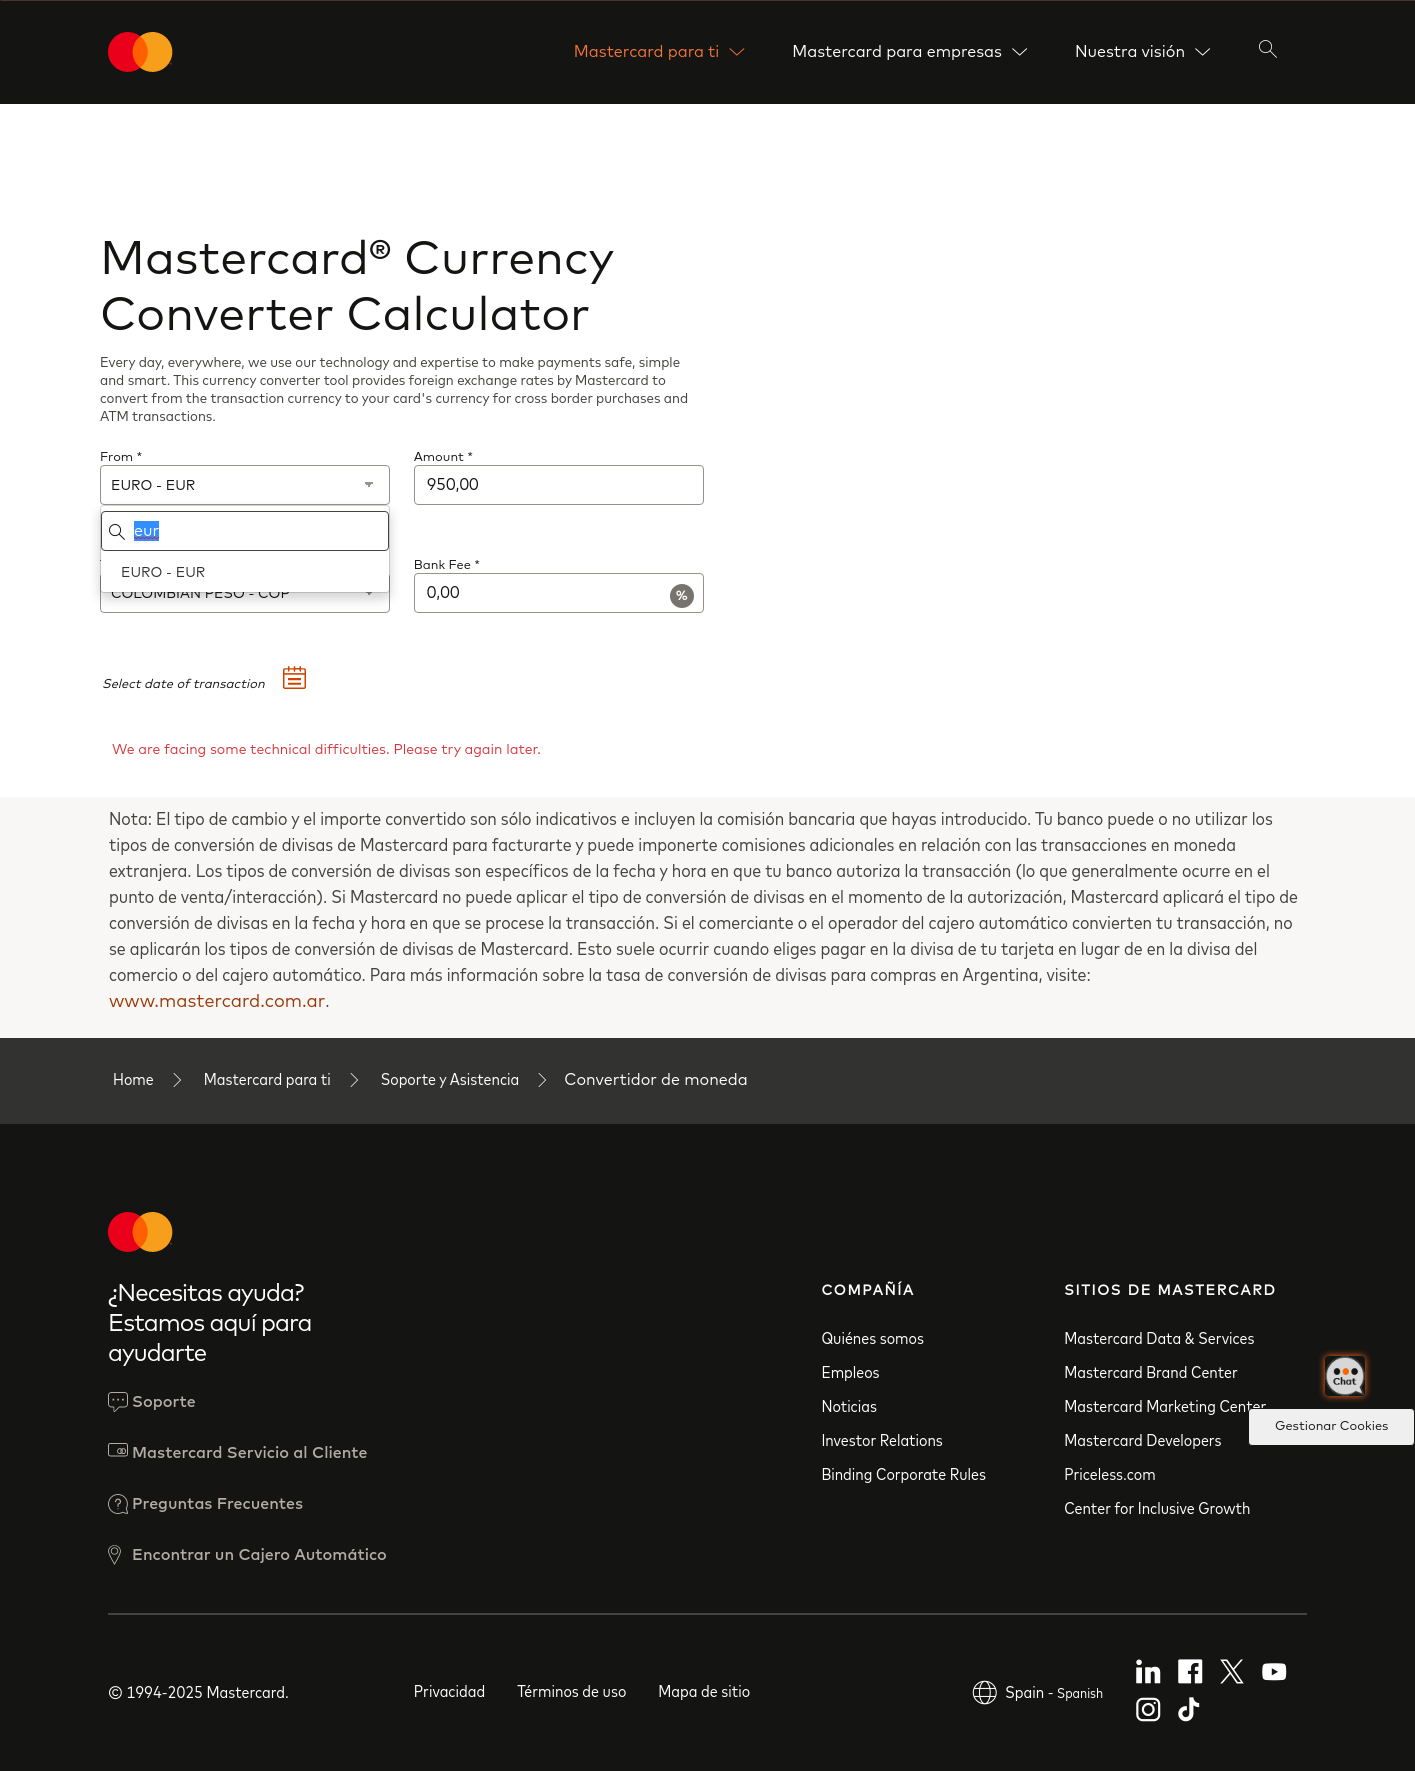 Mastercard para ti
Mastercard para empresas
Nuestra visión
Mastercard® Currency
Converter Calculator
Every day, everywhere, we use our technology and expertise to make payments safe, simple
and smart. This currency converter tool provides foreign exchange rates by Mastercard to
convert from the transaction currency to your card's currency for cross border purchases and
ATM transactions.
From *
Amount *
EURO - EUR
950,00
eur
EURO - EUR
Bank Fee *
COLOMBIAN PESO - COP
0,00
%
Select date of transaction
We are facing some technical difficulties. Please try again later.
Nota: El tipo de cambio y el importe convertido son sólo indicativos e incluyen la comisión bancaria que hayas introducido. Tu banco puede o no utilizar los
tipos de conversión de divisas de Mastercard para facturarte y puede imponerte comisiones adicionales en relación con las transacciones en moneda
extranjera. Los tipos de conversión de divisas son específicos de la fecha y hora en que tu banco autoriza la transacción (lo que generalmente ocurre en el
punto de venta/interacción). Si Mastercard no puede aplicar el tipo de conversión de divisas en el momento de la autorización, Mastercard aplicará el tipo de
conversión de divisas en la fecha y hora en que se procese la transacción. Si el comerciante o el operador del cajero automático convierten tu transacción, no
se aplicarán los tipos de conversión de divisas de Mastercard. Esto suele ocurrir cuando eliges pagar en la divisa de tu tarjeta en lugar de en la divisa del
comercio o del cajero automático. Para más información sobre la tasa de conversión de divisas para compras en Argentina, visite:
www.mastercard.com.ar.
Home
Mastercard para ti
Soporte y Asistencia
Convertidor de moneda
¿Necesitas ayuda?
Estamos aquí para
ayudarte
Soporte
Mastercard Servicio al Cliente
Preguntas Frecuentes
Encontrar un Cajero Automático
COMPAÑÍA
Quiénes somos
Empleos
Noticias
Investor Relations
Binding Corporate Rules
SITIOS DE MASTERCARD
Mastercard Data & Services
Mastercard Brand Center
Mastercard Marketing Center
Mastercard Developers
Priceless.com
Center for Inclusive Growth
Chat
Gestionar Cookies
© 1994-2025 Mastercard.
Privacidad
Términos de uso
Mapa de sitio
Spain - Spanish